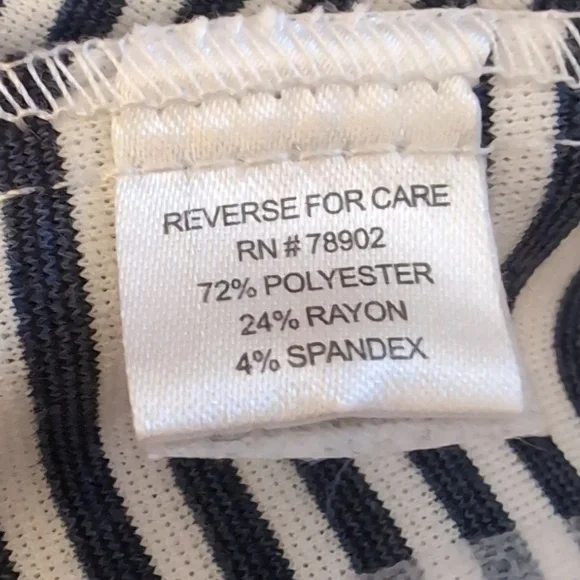 REVERSE FOR CARE
RN # 78902
72% POLYESTER
24% RAYON
4% SPANDEX